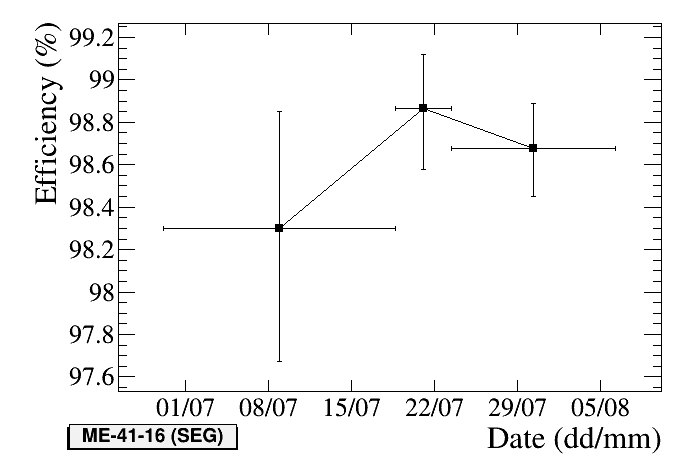 Efficiency (%)
99.2
99
98.8
98.6
98.4
98.2
98
97.8
97.6
01/07 08/07 15/07 22/07 29/07 05/08
ME-41-16 (SEG)
Date (dd/mm)